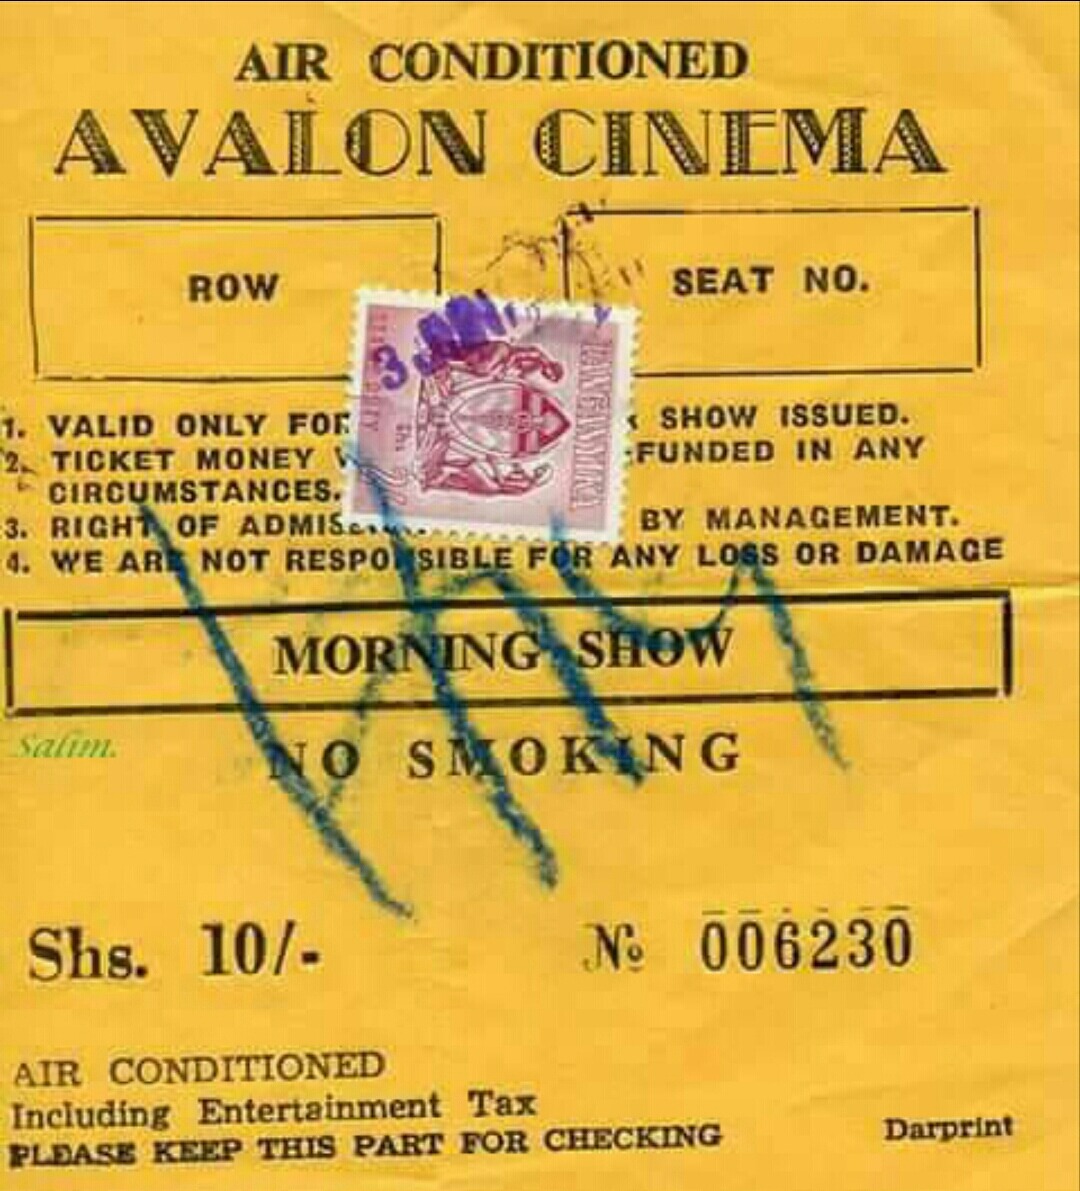 AIR CONDITIONED
AVALON CINEMA
ROW
SEAT NO.
3 JAN.
TANGANYIKA
1. VALID ONLY FOR SHOW ISSUED.
2. TICKET MONEY FUNDED IN ANY
CIRCUMSTANCES.
3. RIGHT OF ADMISS BY MANAGEMENT.
4. WE ARE NOT RESPONSIBLE FOR ANY LOSS OR DAMAGE
MORNING SHOW
Salim.
NO SMOKING
Shs. 10/-
No 006230
AIR CONDITIONED
Including Entertainment Tax
PLEASE KEEP THIS PART FOR CHECKING
Darprint